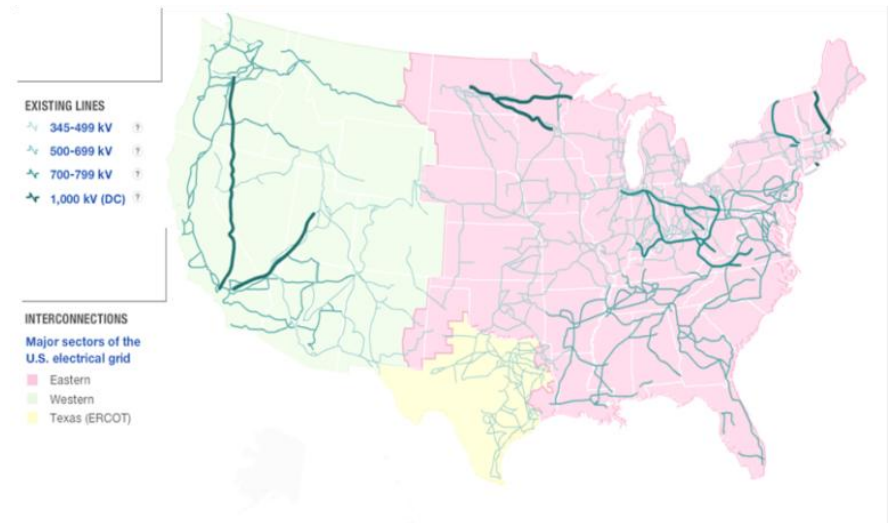 EXISTING LINES
345-499 kV ?
500-699 kV ?
700-799 kV ?
1,000 kV (DC) ?
INTERCONNECTIONS
Major sectors of the
U.S. electrical grid
Eastern
Western
Texas (ERCOT)